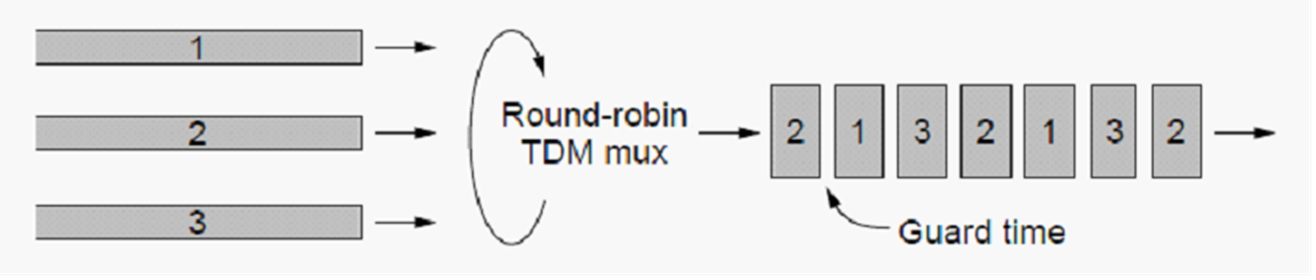 1
2
3
Round-robin
TDM mux
2 1 3 2 1 3 2
Guard time